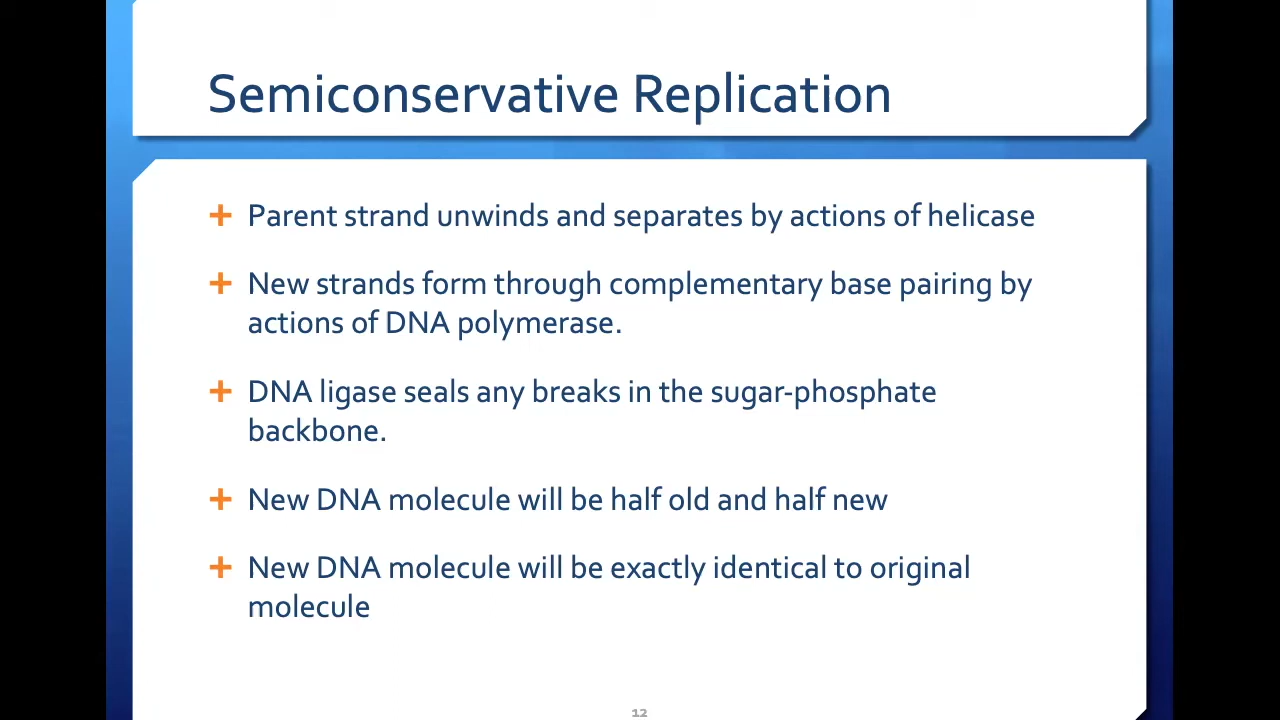 Semiconservative Replication
+ Parent strand unwinds and separates by actions of helicase
+ New strands form through complementary base pairing by
actions of DNA polymerase.
+ DNA ligase seals any breaks in the sugar-phosphate
backbone.
+ New DNA molecule will be half old and half new
+ New DNA molecule will be exactly identical to original
molecule
12